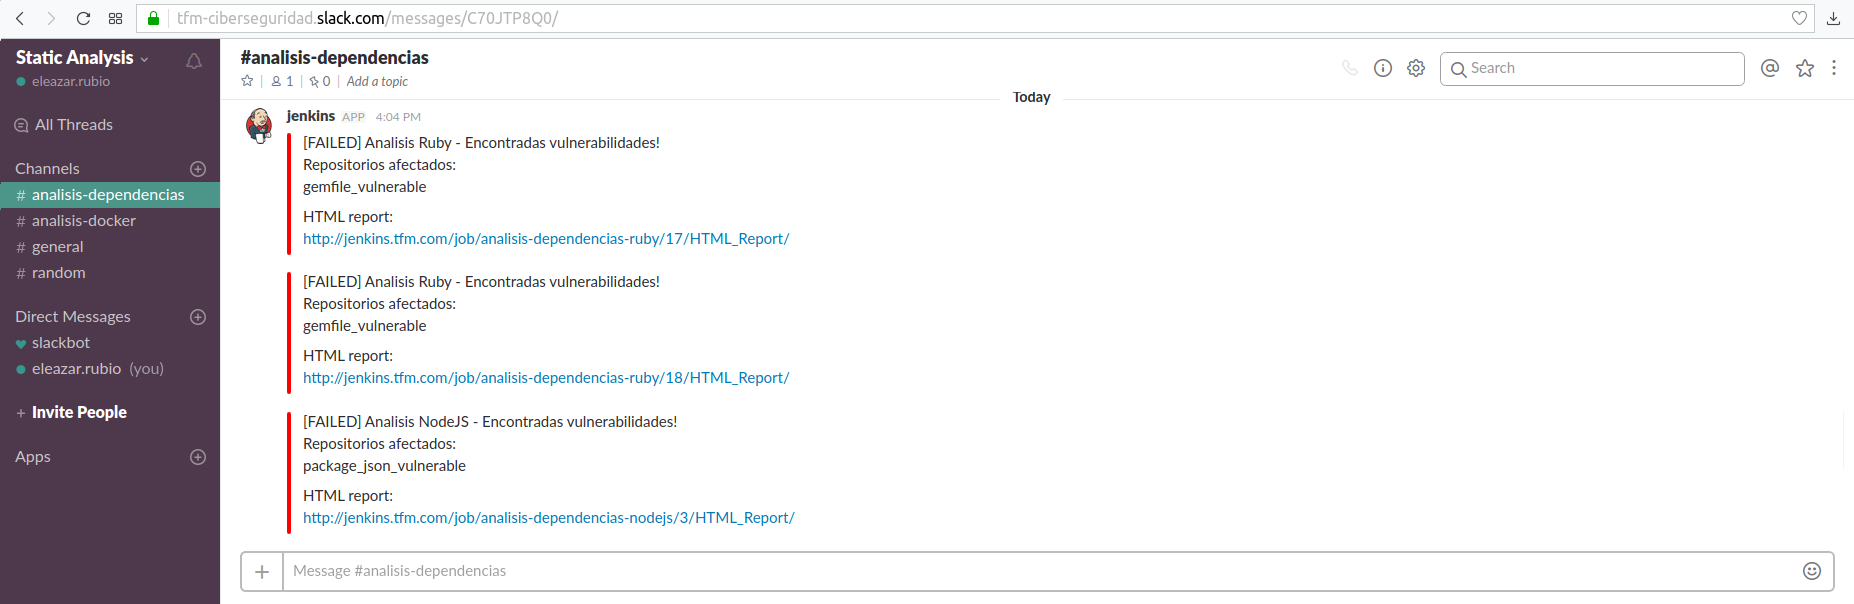 tfm-ciberseguridad.slack.com/messages/C70JTP8Q0/
Static Analysis
eleazar.rubio
All Threads
Channels
# analisis-dependencias
# analisis-docker
# general
# random
Direct Messages
slackbot
eleazar.rubio (you)
+ Invite People
Apps
#analisis-dependencias
1 | 0 | Add a topic
Search
Today
jenkins APP 4:04 PM
[FAILED] Analisis Ruby - Encontradas vulnerabilidades!
Repositorios afectados:
gemfile_vulnerable
HTML report:
http://jenkins.tfm.com/job/analisis-dependencias-ruby/17/HTML_Report/
[FAILED] Analisis Ruby - Encontradas vulnerabilidades!
Repositorios afectados:
gemfile_vulnerable
HTML report:
http://jenkins.tfm.com/job/analisis-dependencias-ruby/18/HTML_Report/
[FAILED] Analisis NodeJS - Encontradas vulnerabilidades!
Repositorios afectados:
package_json_vulnerable
HTML report:
http://jenkins.tfm.com/job/analisis-dependencias-nodejs/3/HTML_Report/
Message #analisis-dependencias